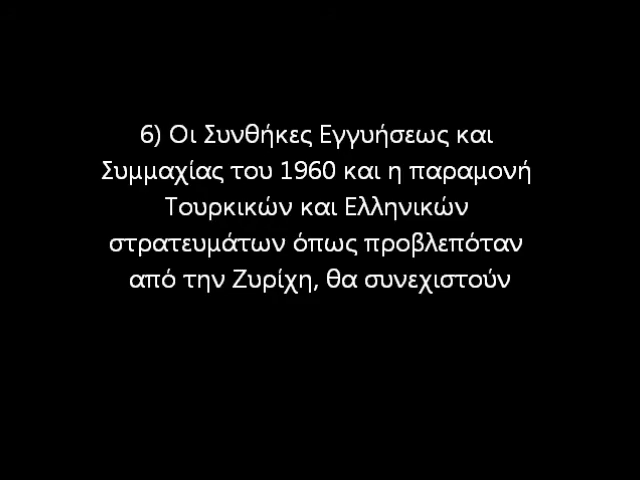 6) Οι Συνθήκες Εγγυήσεως και
Συμμαχίας του 1960 και η παραμονή
Τουρκικών και Ελληνικών
στρατευμάτων όπως προβλεπόταν
από την Ζυρίχη, θα συνεχιστούν